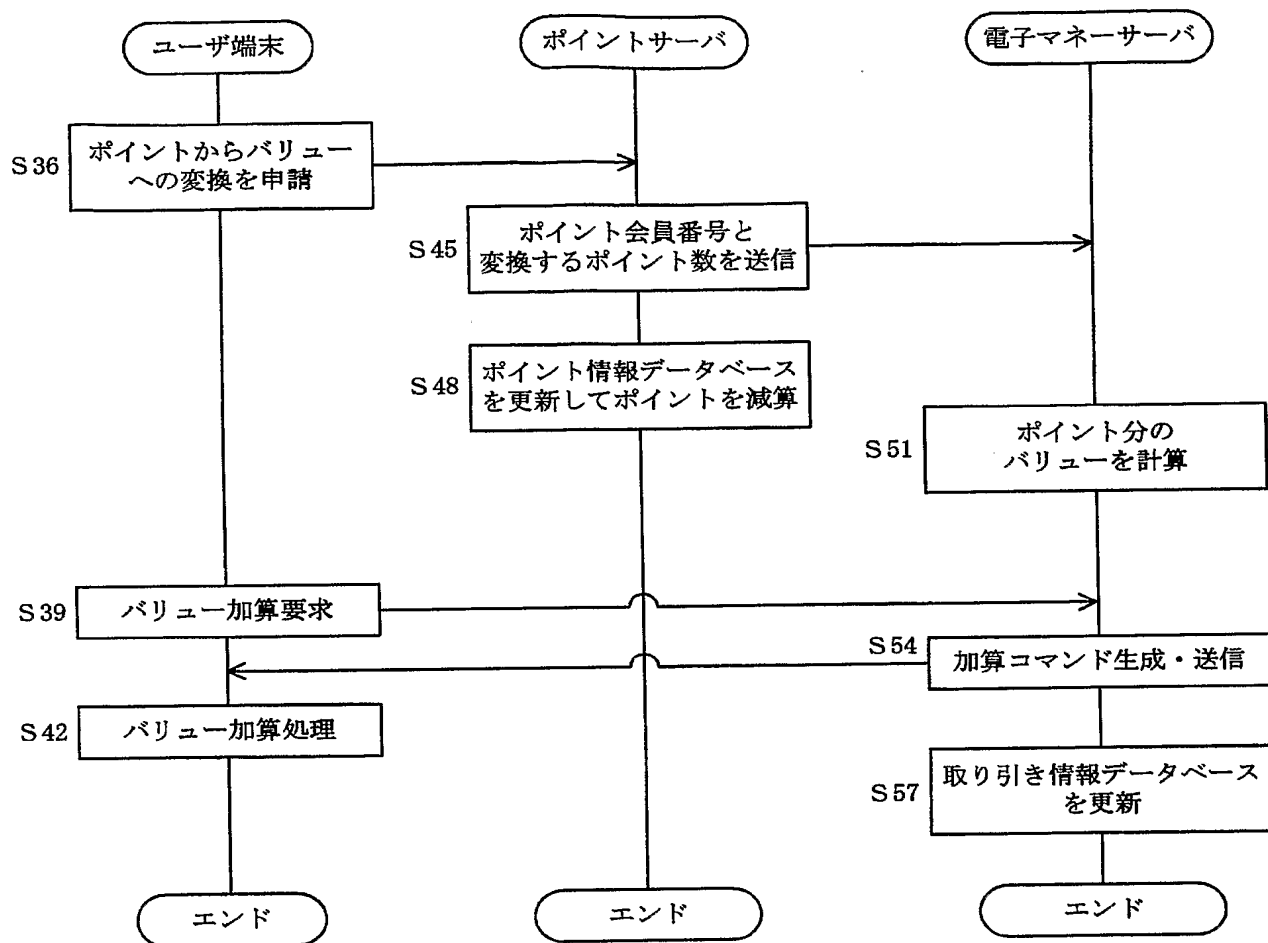 ユーザ端末
ポイントサーバ
電子マネーサーバ
S36
ポイントからバリュー
への変換を申請
S45
ポイント会員番号と
変換するポイント数を送信
S48
ポイント情報データベース
を更新してポイントを減算
S51
ポイント分の
バリューを計算
S39
バリュー加算要求
S54
加算コマンド生成・送信
S42
バリュー加算処理
S57
取り引き情報データベース
を更新
エンド
エンド
エンド